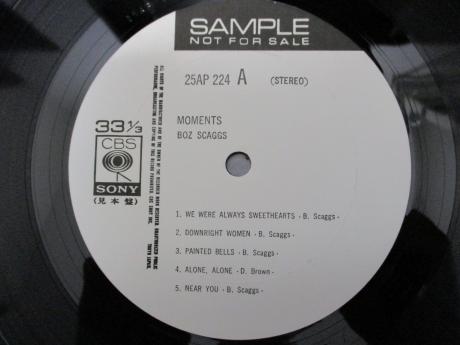 SAMPLE
NOT FOR SALE
25AP 224 A (STEREO)
MOMENTS
BOZ SCAGGS
33 1/3
CBS
SONY
(見本盤)
1. WE WERE ALWAYS SWEETHEARTS · B. Scaggs ·
2. DOWNRIGHT WOMEN · B. Scaggs ·
3. PAINTED BELLS · B. Scaggs ·
4. ALONE, ALONE · D. Brown ·
5. NEAR YOU · B. Scaggs ·